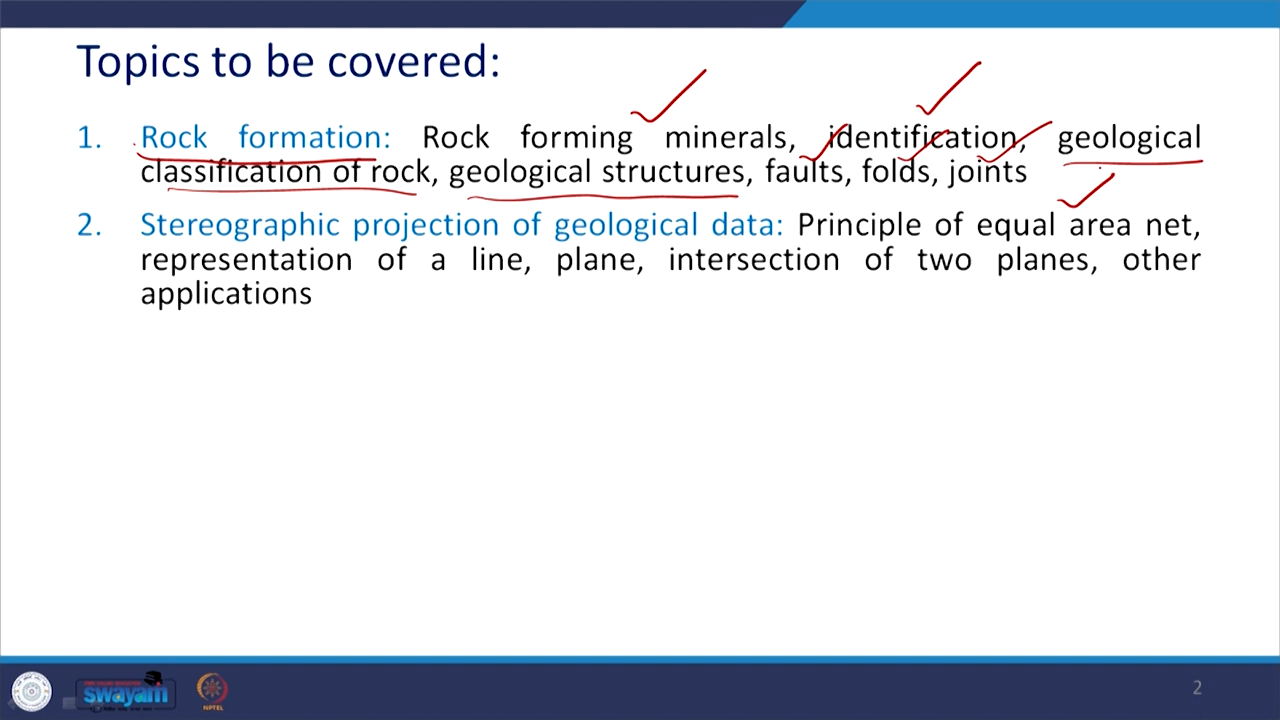 Topics to be covered:
1. Rock formation: Rock forming minerals, identification, geological
classification of rock, geological structures, faults, folds, joints
2. Stereographic projection of geological data: Principle of equal area net,
representation of a line, plane, intersection of two planes, other
applications
swayam
NPTEL
2